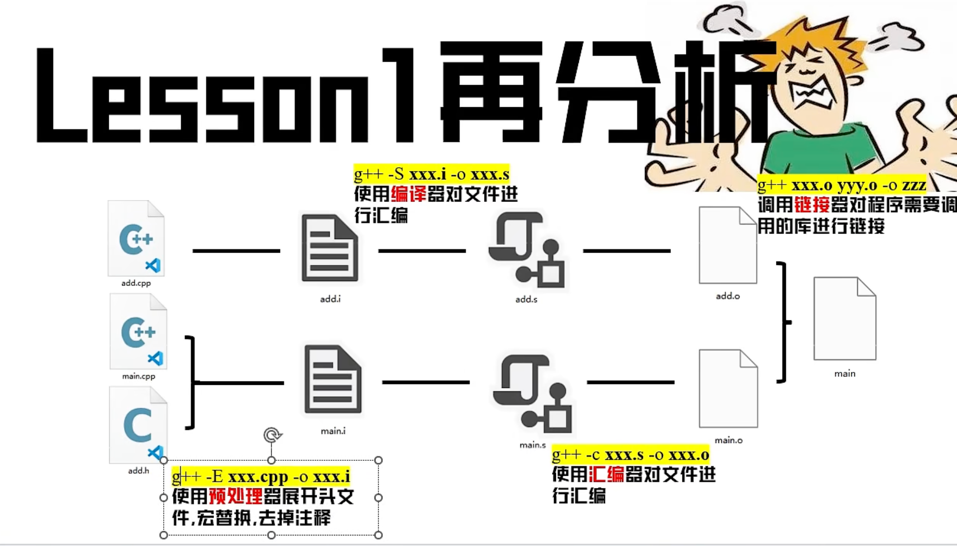 Lesson1再分析
g++ -S xxx.i -o xxx.s
使用编译器对文件进
行汇编
g++ xxx.o yyy.o -o zzz
调用链接器对程序需要调
用的库进行链接
C++
add.cpp
add.i
add.s
add.o
C++
main.cpp
main.i
main.s
main.o
main
C
add.h
g++ -E xxx.cpp -o xxx.i
使用预处理器展开头文
件,宏替换,去掉注释
g++ -c xxx.s -o xxx.o
使用汇编器对文件进
行汇编